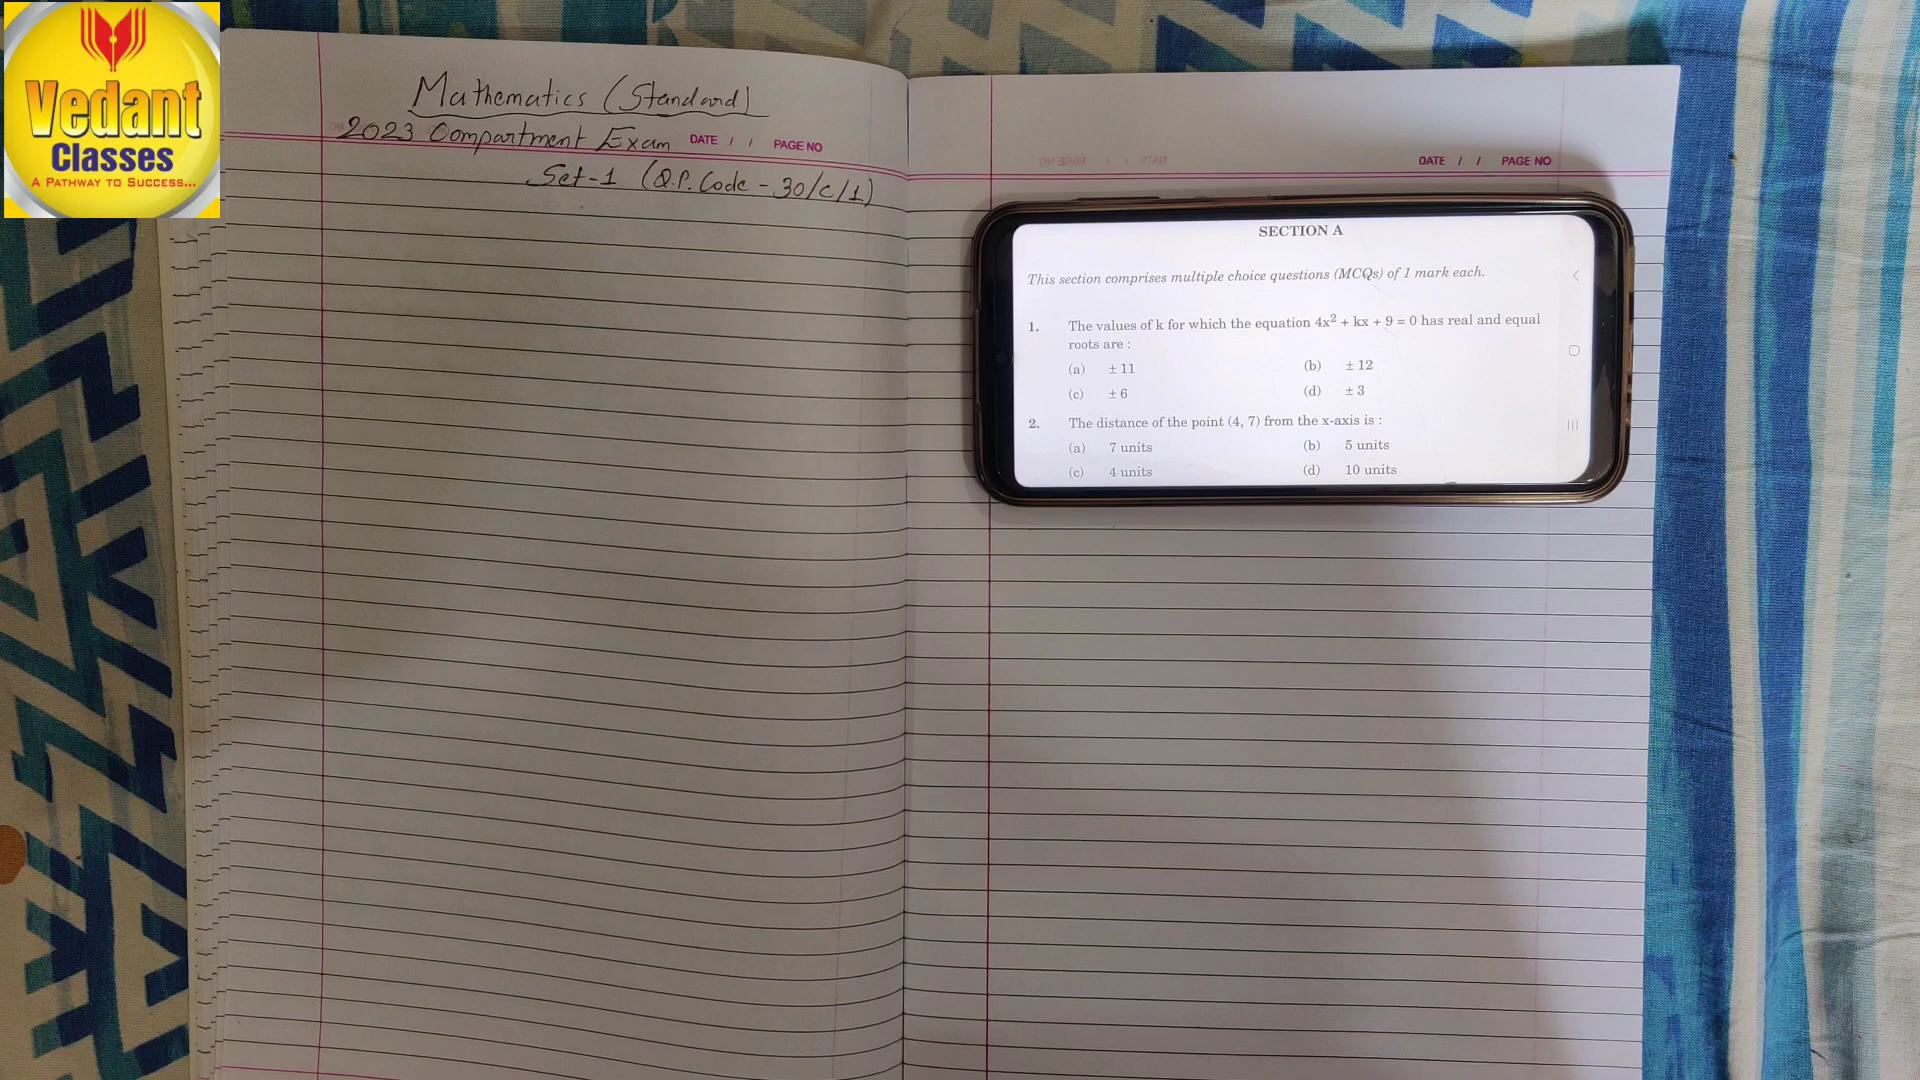 Vedant
Classes
A PATHWAY TO SUCCESS...
Mathematics (Standard)
2023 Compartment Exam
DATE / / PAGE NO
Set-1 (Q.P. Code - 30/C/1)
DATE / / PAGE NO
SECTION A
This section comprises multiple choice questions (MCQs) of 1 mark each.
1. The values of k for which the equation 4x² + kx + 9 = 0 has real and equal
roots are :
(a) ± 11 (b) ± 12
(c) ± 6 (d) ± 3
2. The distance of the point (4, 7) from the x-axis is :
(a) 7 units (b) 5 units
(c) 4 units (d) 10 units